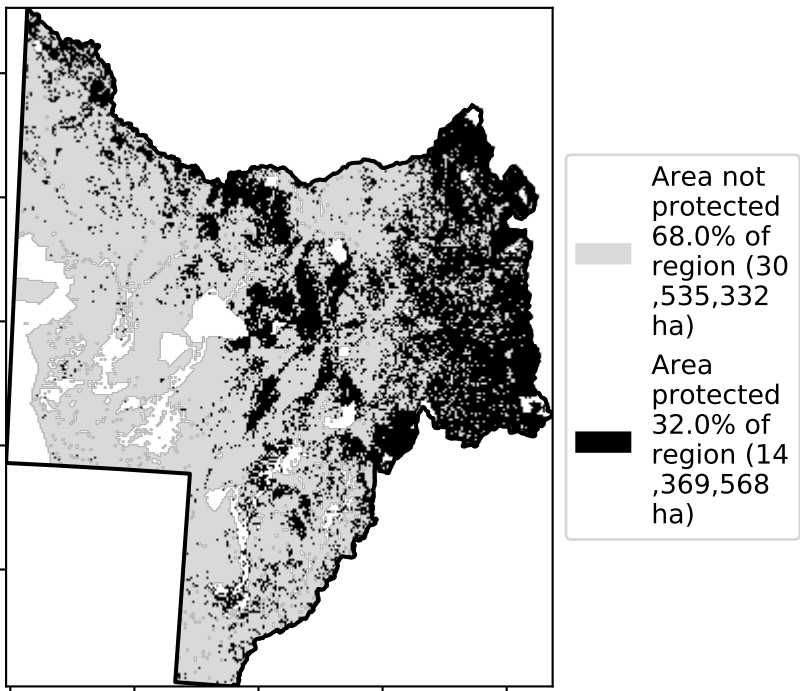 Area not
protected
68.0% of
region (30
,535,332
ha)
Area
protected
32.0% of
region (14
,369,568
ha)